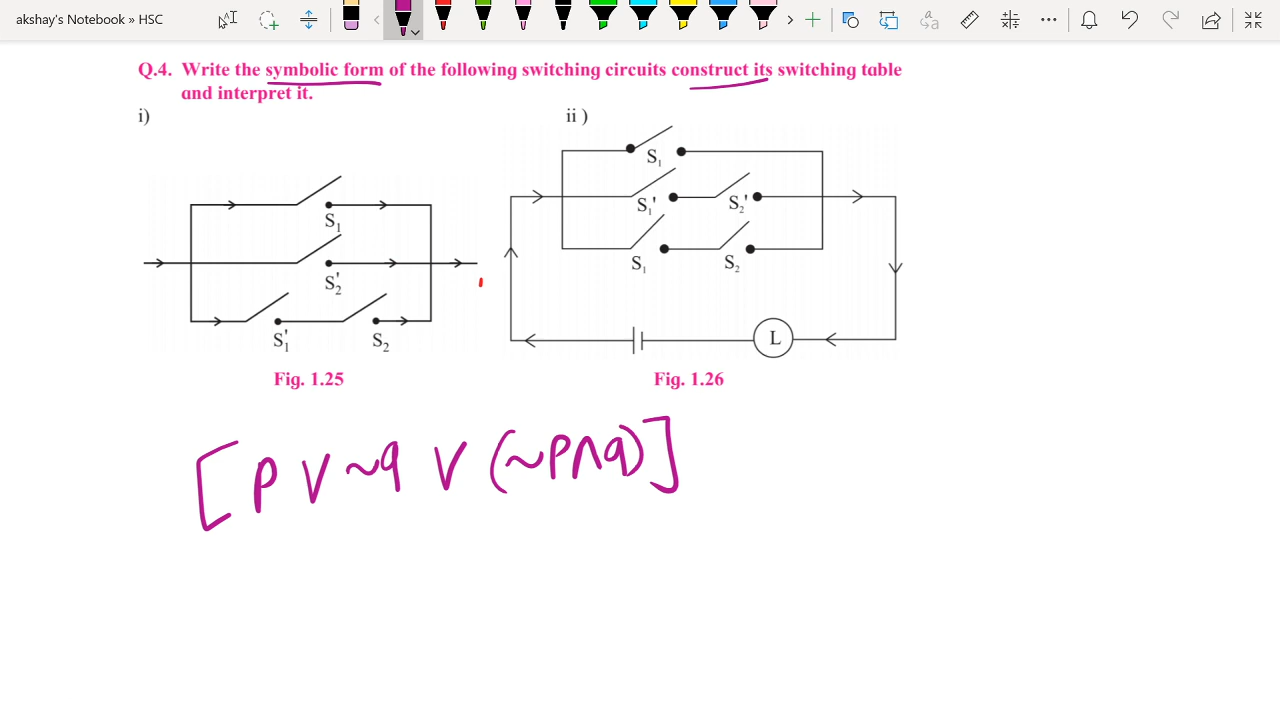 akshay's Notebook » HSC
Q.4. Write the symbolic form of the following switching circuits construct its switching table
and interpret it.
i)
ii )
S₁
S₂'
S₁'
S₂
Fig. 1.25
S₁
S₁'
S₂'
S₁
S₂
L
Fig. 1.26
[p ∨ ~q ∨ (~p∧q)]